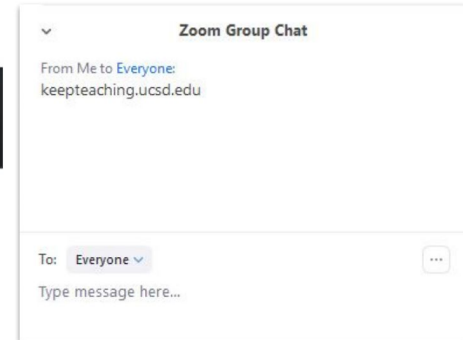 Zoom Group Chat
From Me to Everyone:
keepteaching.ucsd.edu
To: Everyone
...
Type message here...